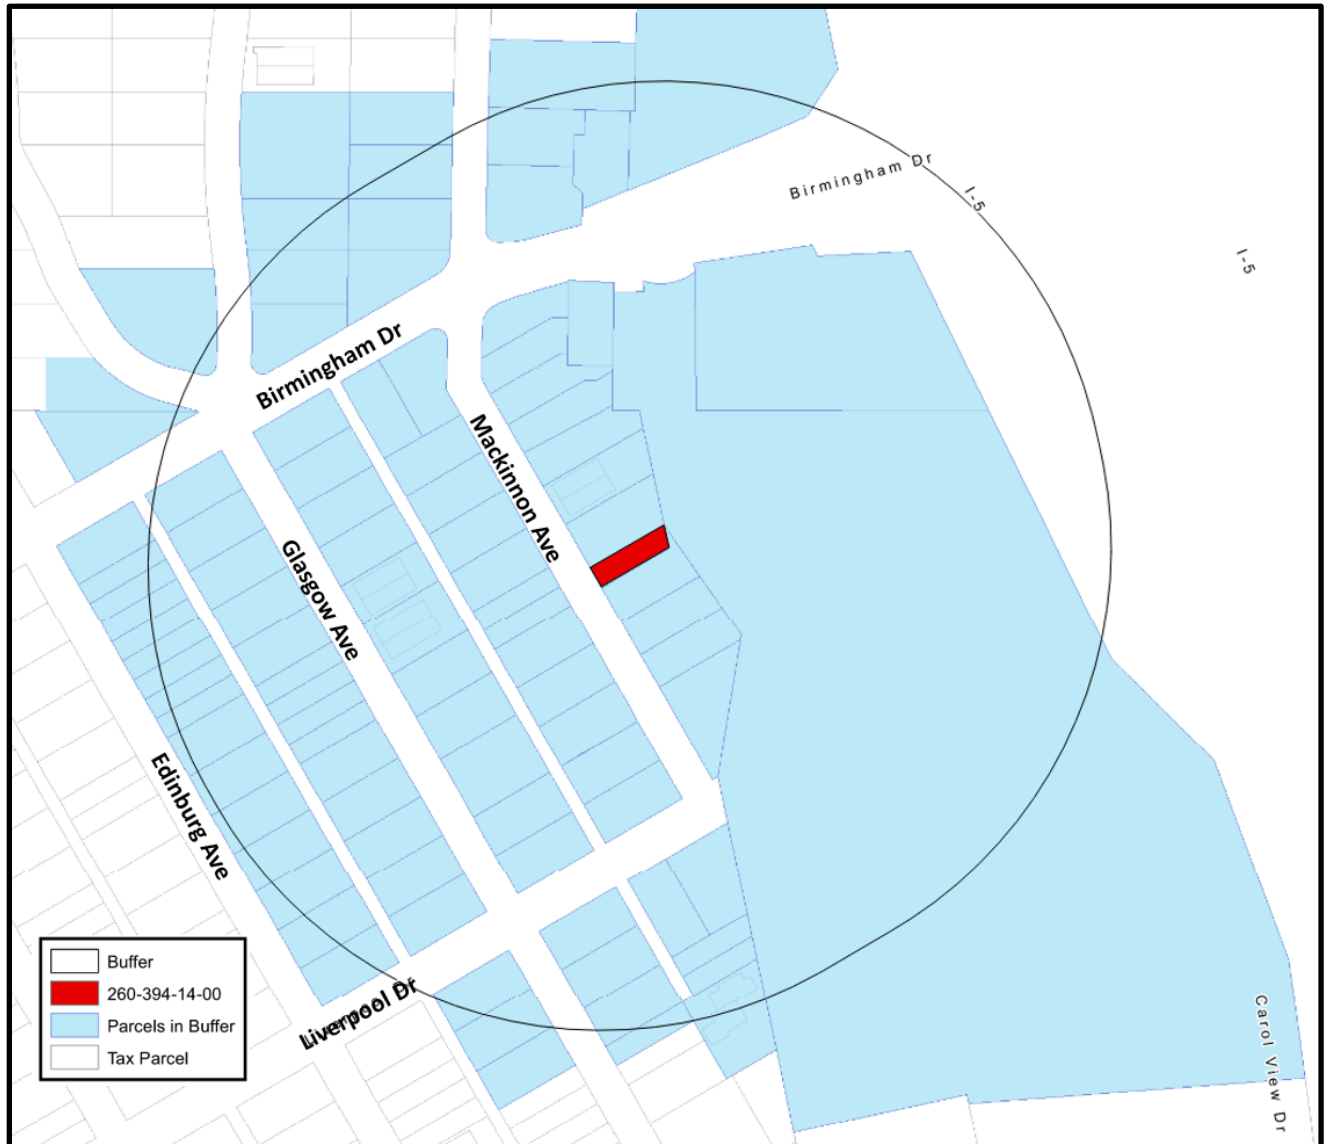 Birmingham Dr
I-5
I-5
Birmingham Dr
Mackinnon Ave
Glasgow Ave
Edinburg Ave
Liverpool Dr
Carol View Dr
Buffer
260-394-14-00
Parcels in Buffer
Tax Parcel